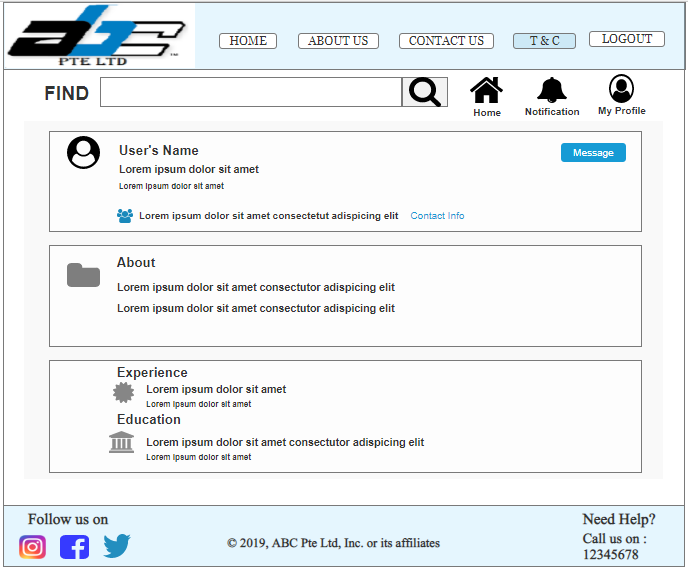 abc
PTE LTD
HOME ABOUT US CONTACT US T & C LOGOUT
FIND
Home Notification My Profile
User's Name
Message
Lorem ipsum dolor sit amet
Lorem ipsum dolor sit amet
Lorem ipsum dolor sit amet consectetut adispicing elit Contact Info
About
Lorem ipsum dolor sit amet consectutor adispicing elit
Lorem ipsum dolor sit amet consectutor adispicing elit
Experience
Lorem ipsum dolor sit amet
Lorem ipsum dolor sit amet
Education
Lorem ipsum dolor sit amet consectutor adispicing elit
Lorem ipsum dolor sit amet
Follow us on
© 2019, ABC Pte Ltd, Inc. or its affiliates
Need Help?
Call us on :
12345678